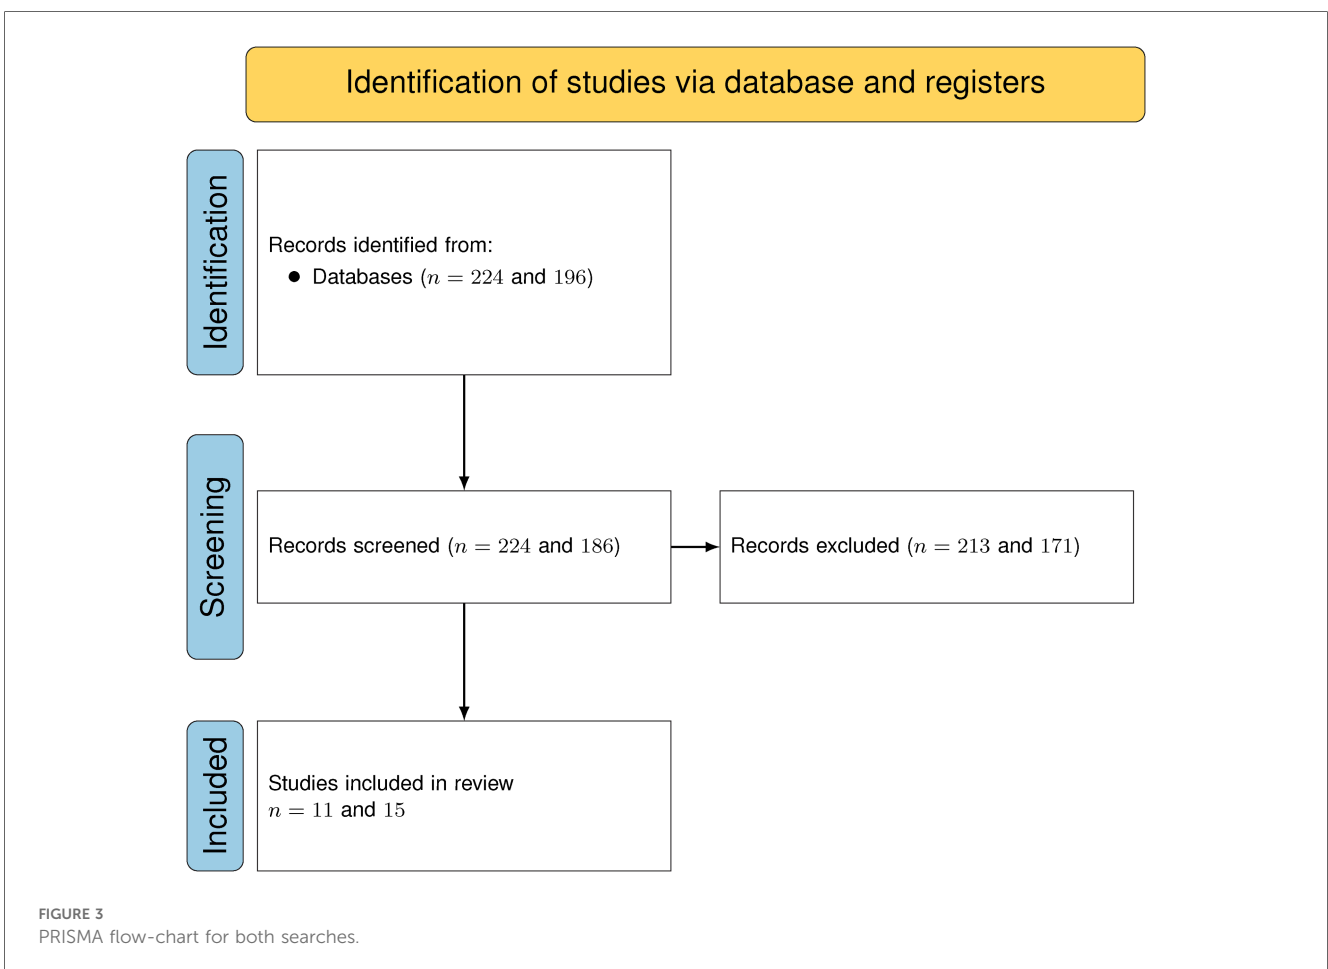 Identification of studies via database and registers
Identification
Records identified from:
● Databases (n = 224 and 196)
Screening
Records screened (n = 224 and 186)
Records excluded (n = 213 and 171)
Included
Studies included in review
n = 11 and 15
FIGURE 3
PRISMA flow-chart for both searches.